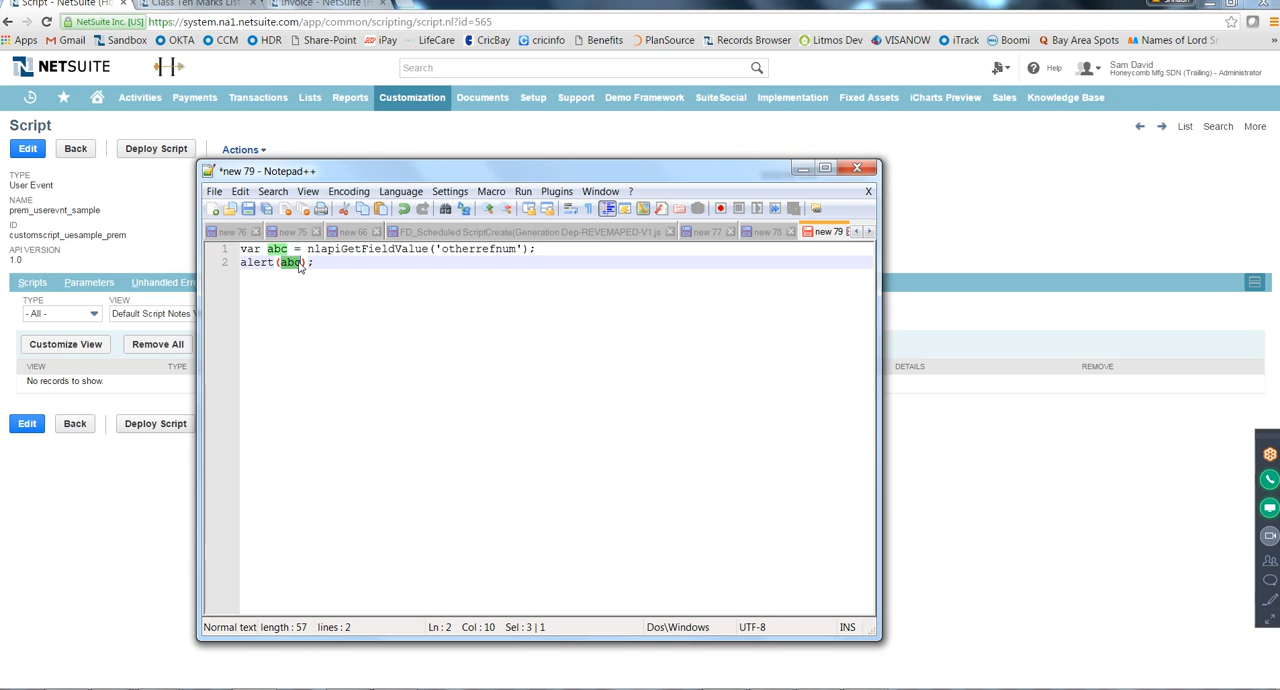 Script - NetSuite (Ho
Class Ten Marks List
Invoice - NetSuite (H
NetSuite Inc. [US] https://system.na1.netsuite.com/app/common/scripting/script.nl?id=565
Apps Gmail Sandbox OKTA CCM HDR Share-Point iPay LifeCare CricBay cricinfo Benefits PlanSource Records Browser Litmos Dev VISANOW iTrack Boomi Bay Area Spots Names of Lord S »
NETSUITE
Search
Help
Sam David
Honeycomb Mfg SDN (Trailing) - Administrator
Activities Payments Transactions Lists Reports Customization Documents Setup Support Demo Framework SuiteSocial Implementation Fixed Assets iCharts Preview Sales Knowledge Base
Script
List Search More
Edit Back Deploy Script Actions
TYPE
User Event
NAME
prem_userevnt_sample
ID
customscript_uesample_prem
API VERSION
1.0
Scripts Parameters Unhandled Err
TYPE VIEW
- All - Default Script Notes V
Customize View Remove All
VIEW TYPE DETAILS REMOVE
No records to show.
Edit Back Deploy Script
*new 79 - Notepad++
File Edit Search View Encoding Language Settings Macro Run Plugins Window ? X
new 76 new 75 new 66 FD_Scheduled ScriptCreate(Generation Dep-REVEMAPED-V1.js new 77 new 78 new 79
1 var abc = nlapiGetFieldValue('otherrefnum');
2 alert(abc);
Normal text length : 57 lines : 2 Ln : 2 Col : 10 Sel : 3 | 1 Dos\Windows UTF-8 INS